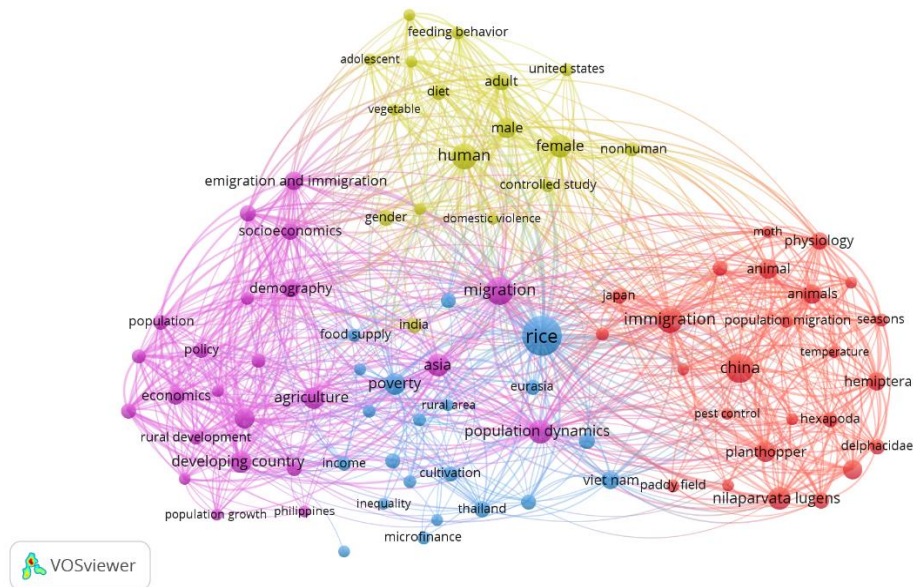 feeding behavior
adolescent
united states
adult
diet
vegetable
male
female
human
nonhuman
controlled study
emigration and immigration
gender
domestic violence
socioeconomics
moth
physiology
animal
demography
migration
japan
animals
population
india
immigration
population migration
seasons
food supply
rice
policy
temperature
asia
china
economics
poverty
eurasia
hemiptera
agriculture
rural area
pest control
hexapoda
rural development
population dynamics
delphacidae
developing country
income
planthopper
cultivation
viet nam
paddy field
nilaparvata lugens
population growth
philippines
inequality
thailand
microfinance
VOSviewer